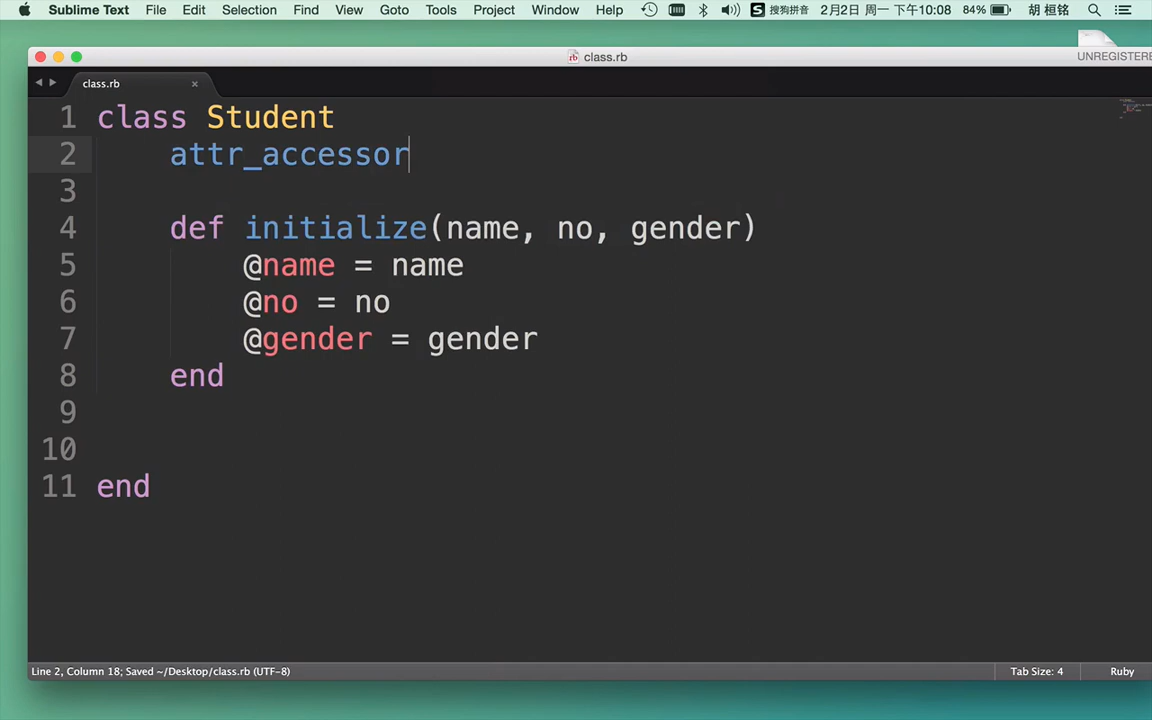 Sublime Text File Edit Selection Find View Goto Tools Project Window Help 搜狗拼音 2月2日 周一 下午10:08 84% 胡 桓铭
class.rb
UNREGISTERE
class.rb
1 class Student
2 attr_accessor
3
4 def initialize(name, no, gender)
5 @name = name
6 @no = no
7 @gender = gender
8 end
9
10
11 end
Line 2, Column 18; Saved ~/Desktop/class.rb (UTF-8) Tab Size: 4 Ruby